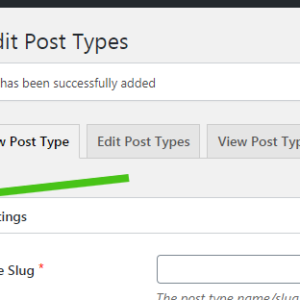 dit Post Types
has been successfully added
w Post Type
Edit Post Types
View Post Typ
tings
e Slug *
The post type name/slug